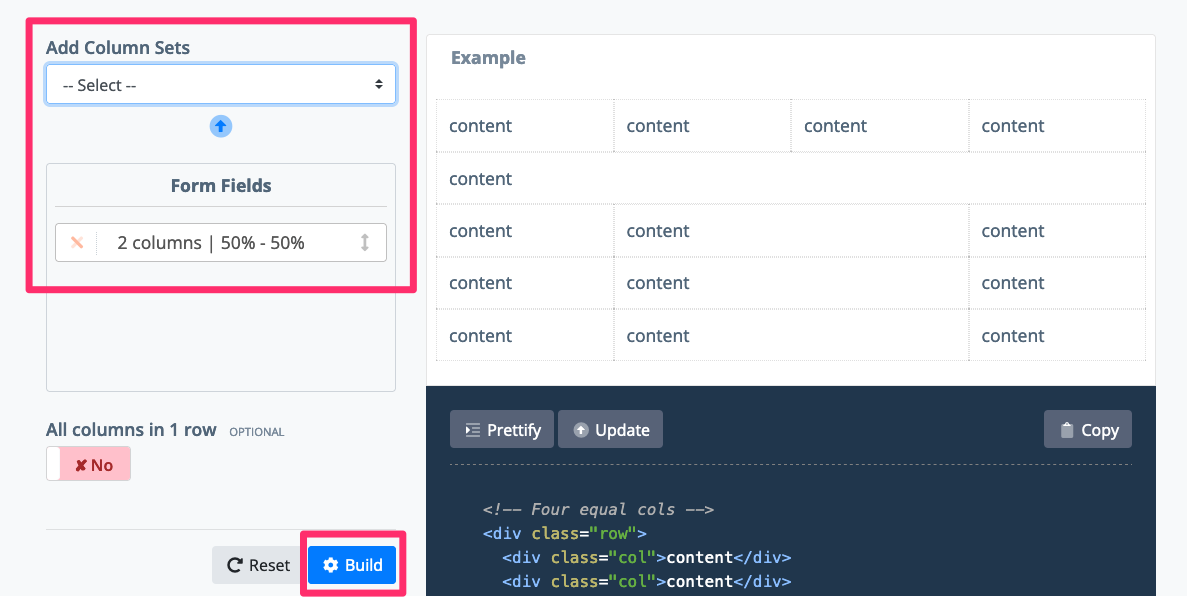 Add Column Sets
-- Select --
Form Fields
2 columns | 50% - 50%
All columns in 1 row OPTIONAL
✘ No
Reset
Build
Example
content content content content
content
content content content
content content content
content content content
Prettify Update Copy
<!-- Four equal cols -->
<div class="row">
<div class="col">content</div>
<div class="col">content</div>